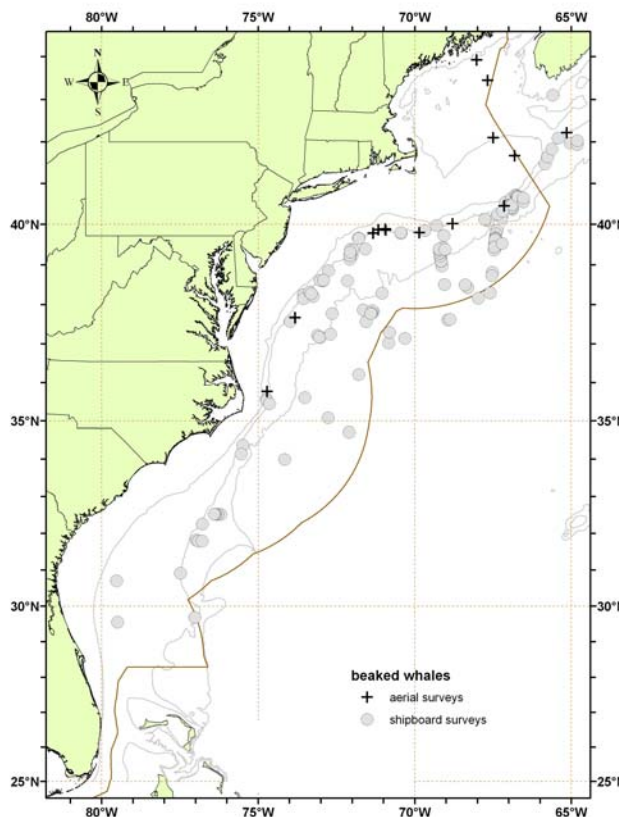 80°W 75°W 70°W 65°W
N
W E
S
40°N 40°N
35°N 35°N
30°N 30°N
beaked whales
aerial surveys
shipboard surveys
25°N 25°N
80°W 75°W 70°W 65°W